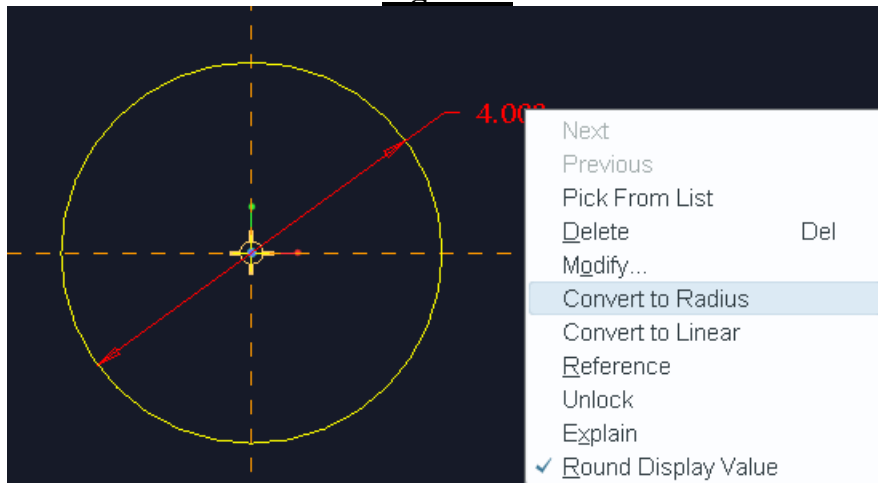 4.00
Next
Previous
Pick From List
Delete Del
Modify...
Convert to Radius
Convert to Linear
Reference
Unlock
Explain
Round Display Value